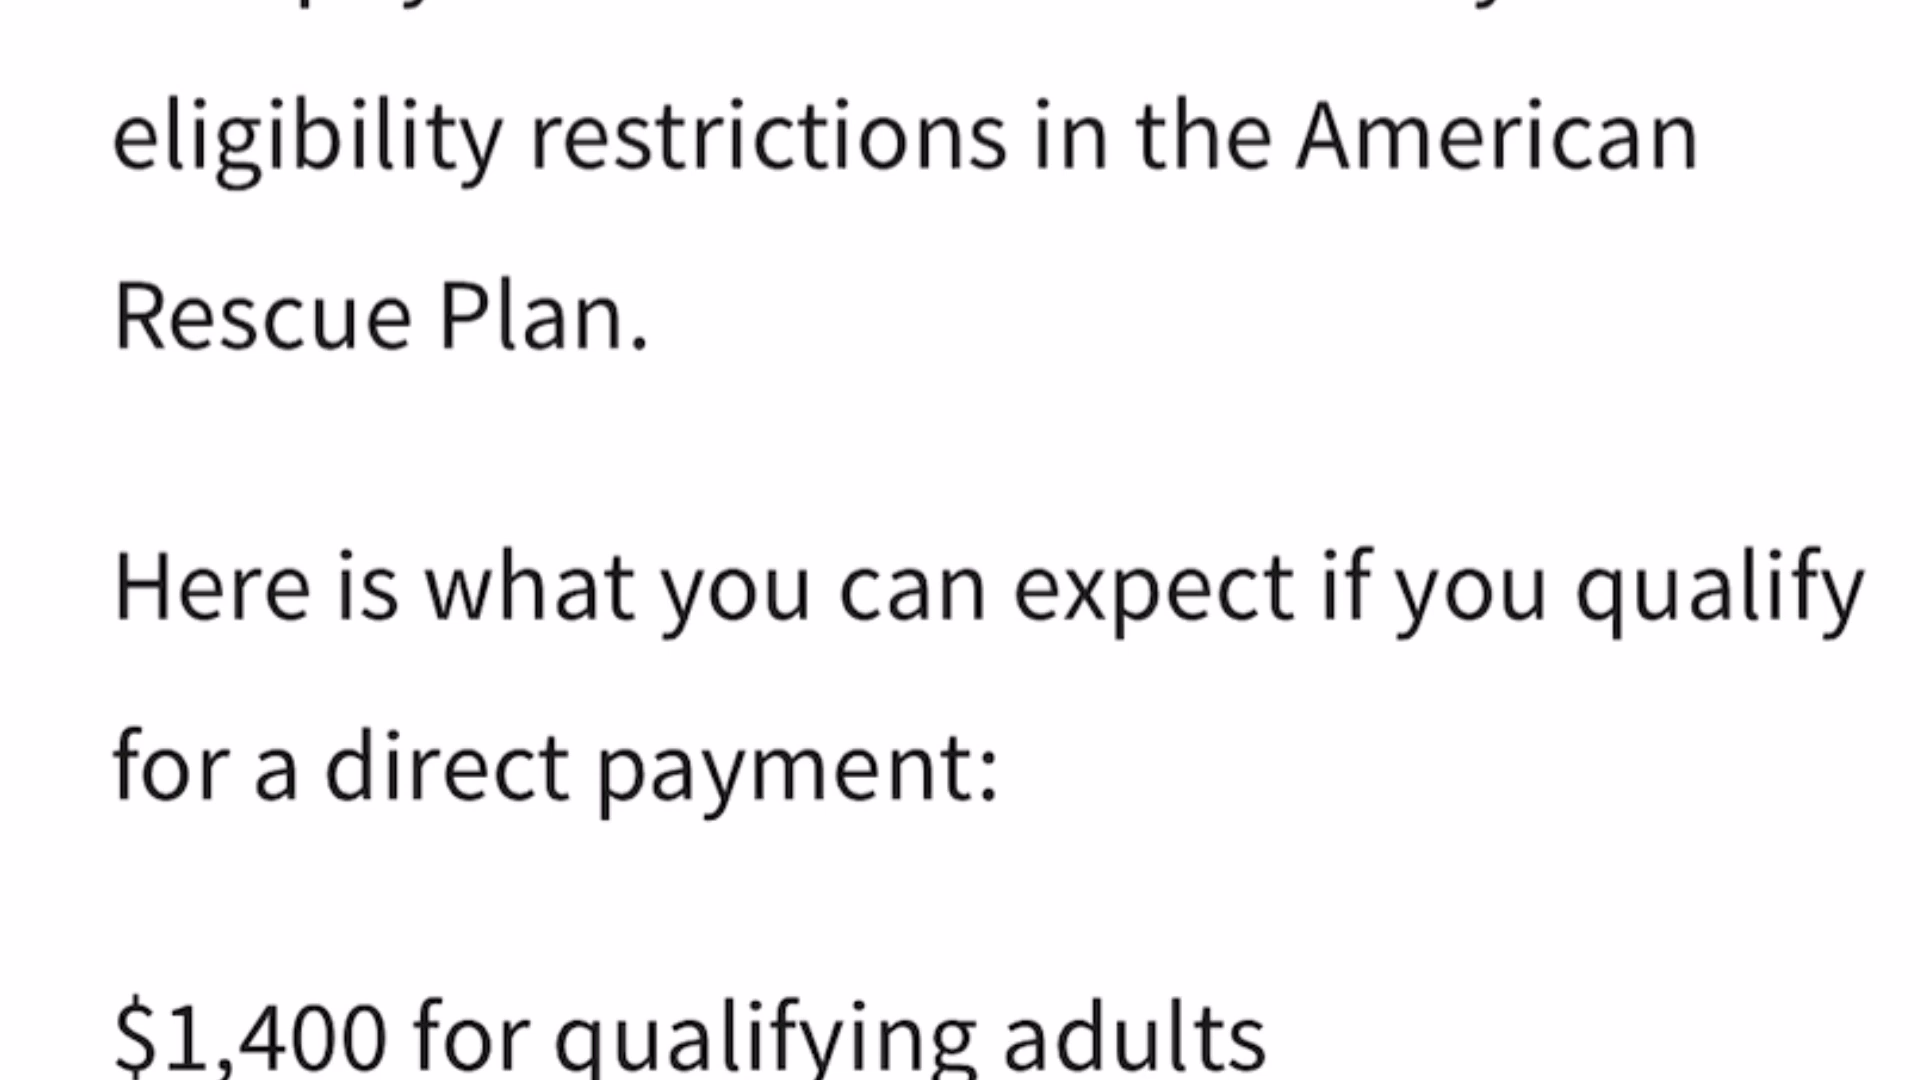 eligibility restrictions in the American
Rescue Plan.
Here is what you can expect if you qualify
for a direct payment:
$1,400 for qualifying adults